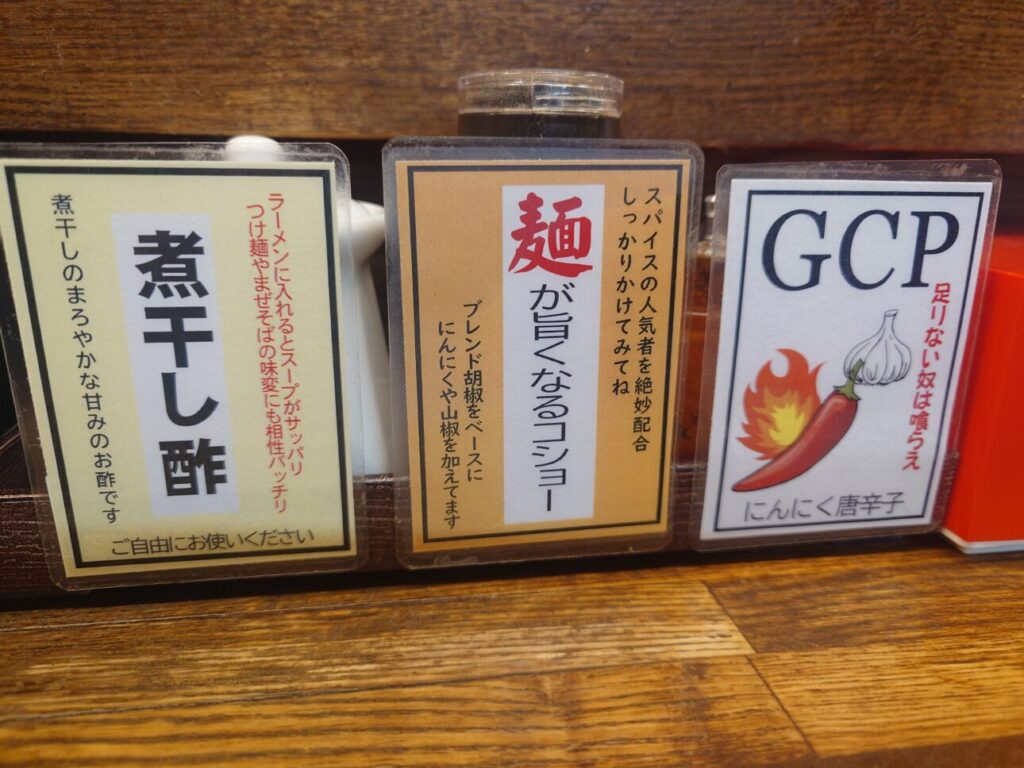 ラーメンに入れるとスープがサッパリ
つけ麺やまぜそばの味変にも相性バッチリ
煮干し酢
煮干しのまろやかな甘みのお酢です
ご自由にお使いください
スパイスの人気者を絶妙配合
しっかりかけてみてね
麺が旨くなるコショー
ブレンド胡椒をベースに
にんにくや山椒を加えてます
GCP
足りない奴は喰らえ
にんにく唐辛子